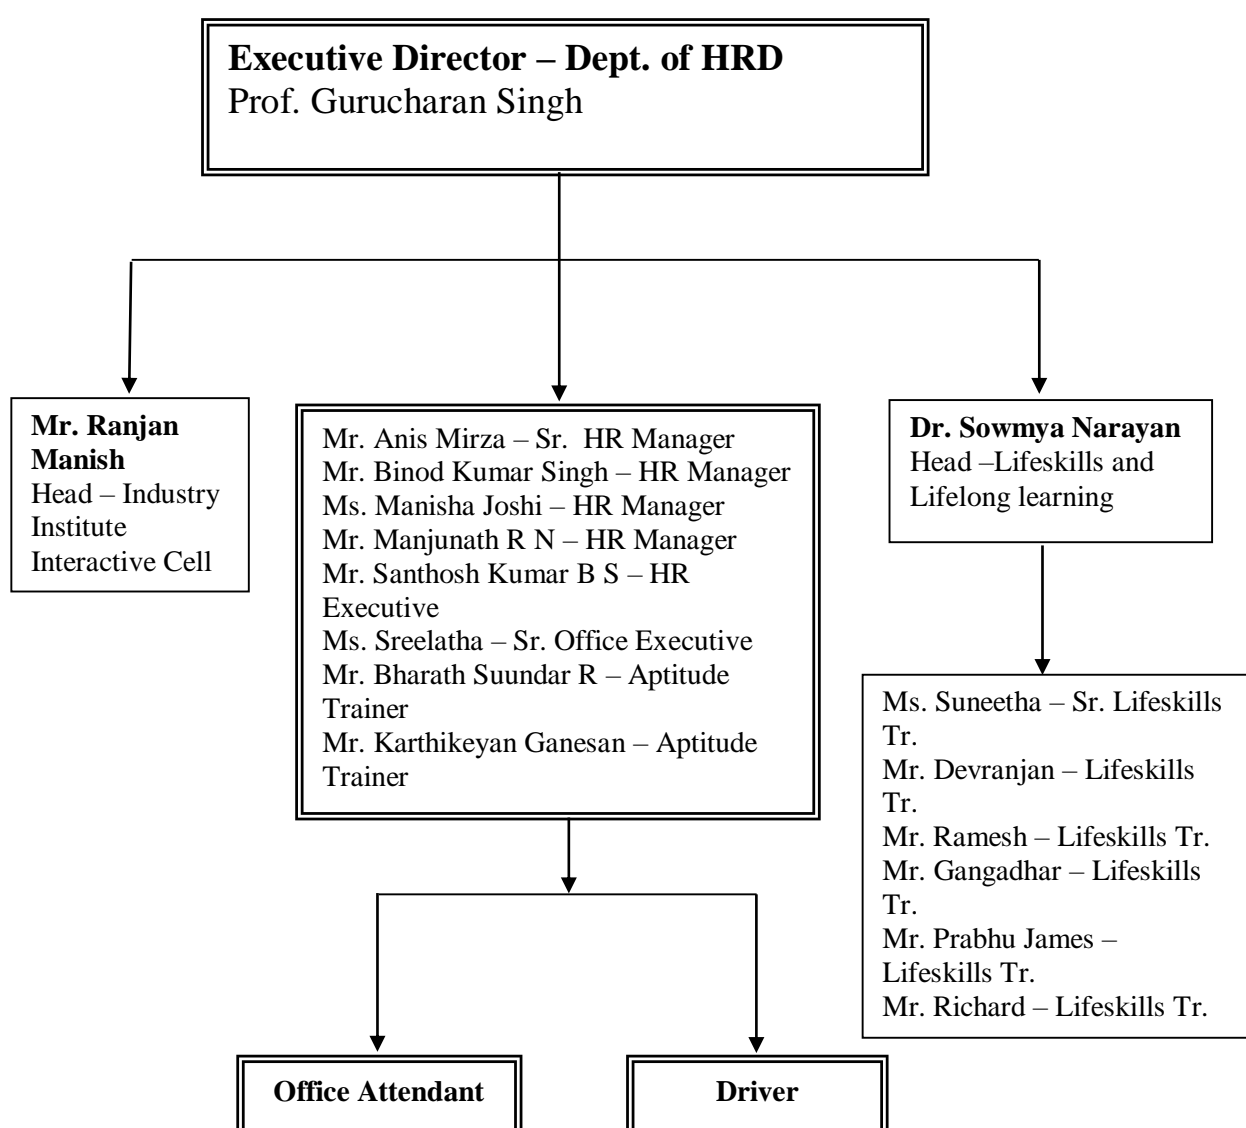 Executive Director – Dept. of HRD
Prof. Gurucharan Singh
Mr. Ranjan
Manish
Head – Industry
Institute
Interactive Cell
Mr. Anis Mirza – Sr.  HR Manager
Mr. Binod Kumar Singh – HR Manager
Ms. Manisha Joshi – HR Manager
Mr. Manjunath R N – HR Manager
Mr. Santhosh Kumar B S – HR
Executive
Ms. Sreelatha – Sr. Office Executive
Mr. Bharath Suundar R – Aptitude
Trainer
Mr. Karthikeyan Ganesan – Aptitude
Trainer
Dr. Sowmya Narayan
Head –Lifeskills and
Lifelong learning
Ms. Suneetha – Sr. Lifeskills
Tr.
Mr. Devranjan – Lifeskills
Tr.
Mr. Ramesh – Lifeskills Tr.
Mr. Gangadhar – Lifeskills
Tr.
Mr. Prabhu James –
Lifeskills Tr.
Mr. Richard – Lifeskills Tr.
Office Attendant
Driver